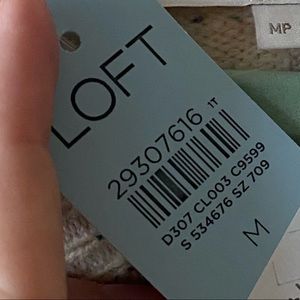 LOFT
29307616 1T
D307 CL003 C9599
S 534676 SZ 709
M
MP